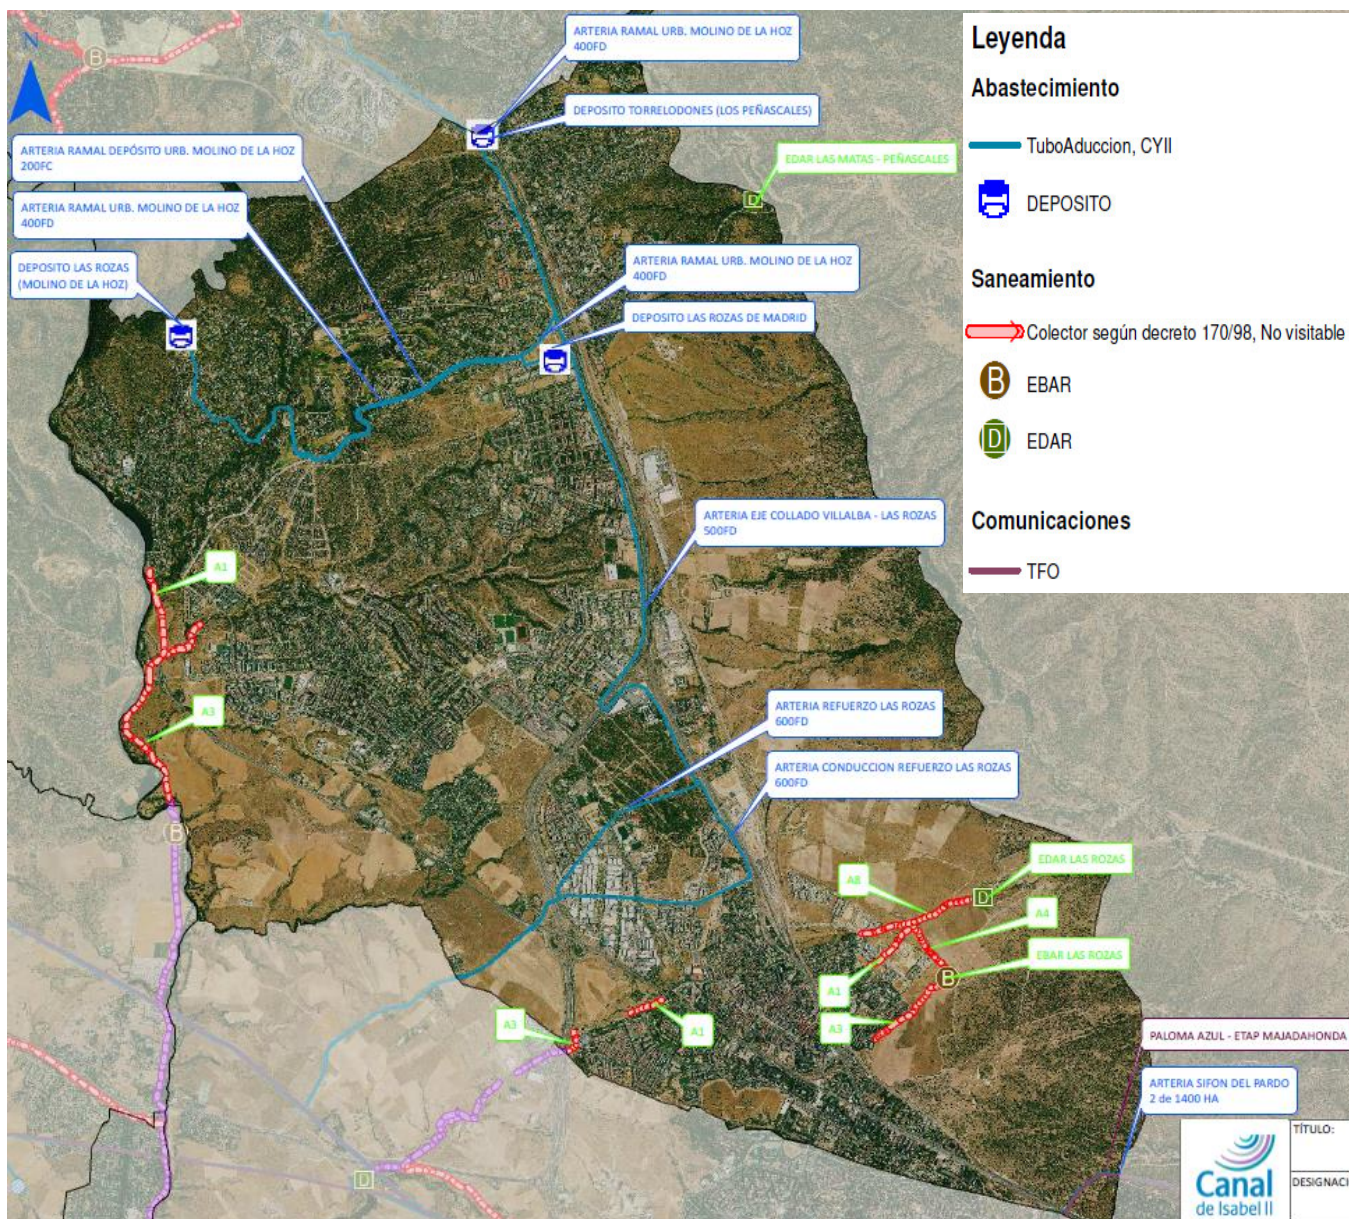 N
B
ARTERIA RAMAL URB. MOLINO DE LA HOZ
400FD
DEPOSITO TORRELODONES (LOS PEÑASCALES)
ARTERIA RAMAL DEPÓSITO URB. MOLINO DE LA HOZ
200FC
EDAR LAS MATAS - PEÑASCALES
D
ARTERIA RAMAL URB. MOLINO DE LA HOZ
400FD
DEPOSITO LAS ROZAS
(MOLINO DE LA HOZ)
ARTERIA RAMAL URB. MOLINO DE LA HOZ
400FD
DEPOSITO LAS ROZAS DE MADRID
ARTERIA EJE COLLADO VILLALBA - LAS ROZAS
500FD
A1
A3
ARTERIA REFUERZO LAS ROZAS
600FD
ARTERIA CONDUCCION REFUERZO LAS ROZAS
600FD
B
EDAR LAS ROZAS
A8
D
A4
EBAR LAS ROZAS
B
A1
A3
A3
A1
D
PALOMA AZUL - ETAP MAJADAHONDA
ARTERIA SIFON DEL PARDO
2 de 1400 HA
Leyenda
Abastecimiento
TuboAduccion, CYII
DEPOSITO
Saneamiento
Colector según decreto 170/98, No visitable
B EBAR
D EDAR
Comunicaciones
TFO
Canal
de Isabel II
TÍTULO:
DESIGNACI